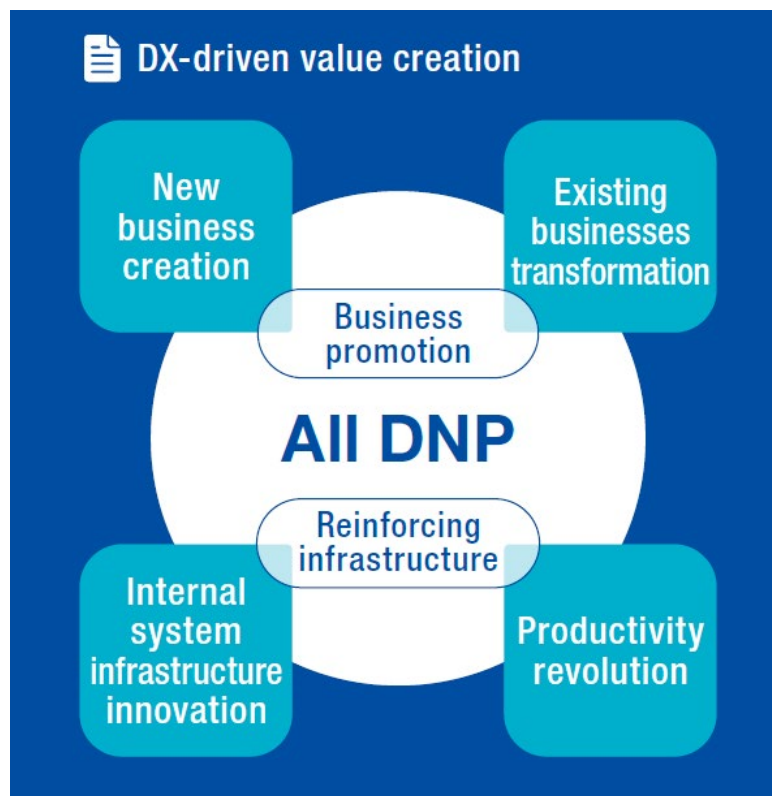 DX-driven value creation
New
business
creation
Existing
businesses
transformation
Business
promotion
All DNP
Reinforcing
infrastructure
Internal
system
infrastructure
innovation
Productivity
revolution